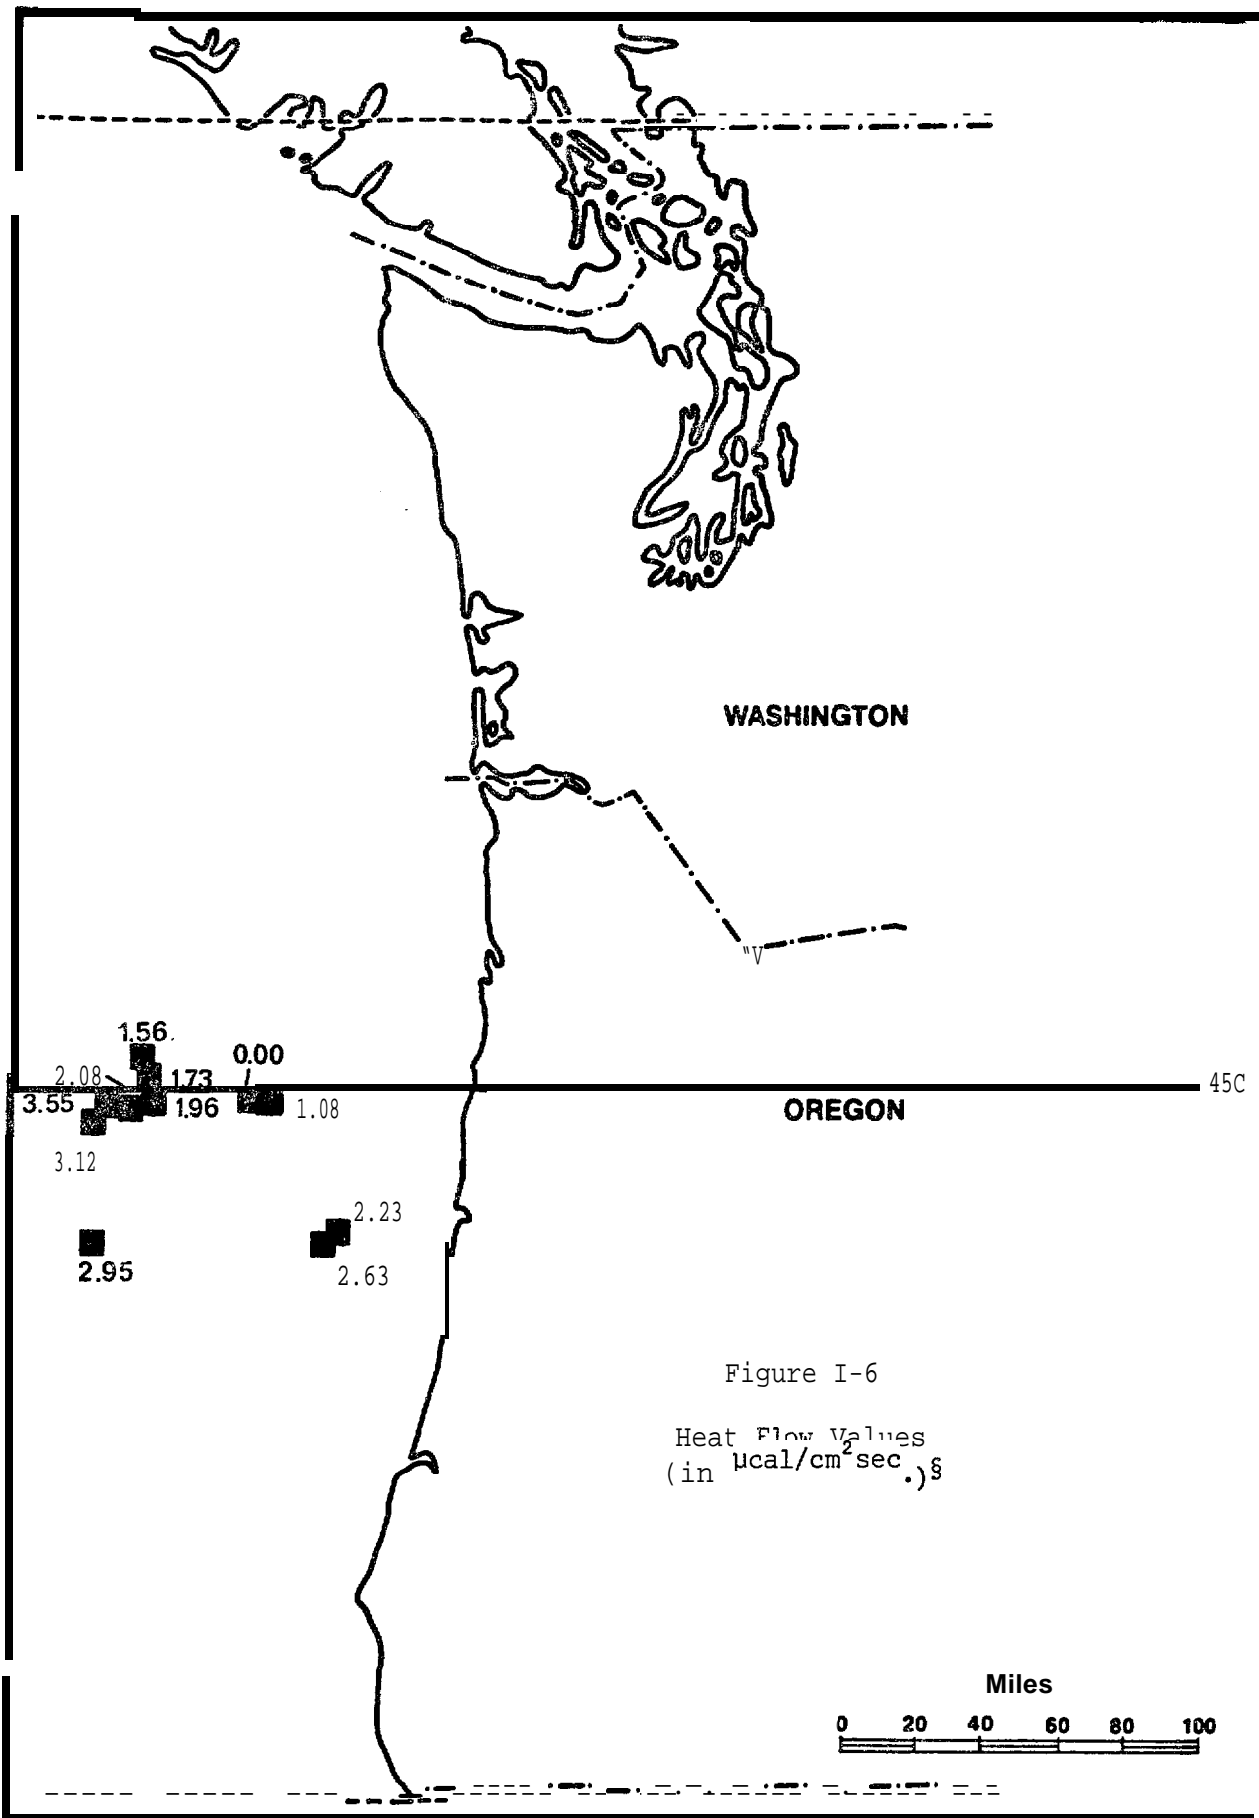 WASHINGTON
"V
1.56.
0.00
2.08
1.73
45C
3.55
1.96
1.08
OREGON
3.12
2.23
2.95
2.63
Figure I-6
Heat Flow Values
(in µcal/cm²sec.)§
Miles
0 20 40 60 80 100